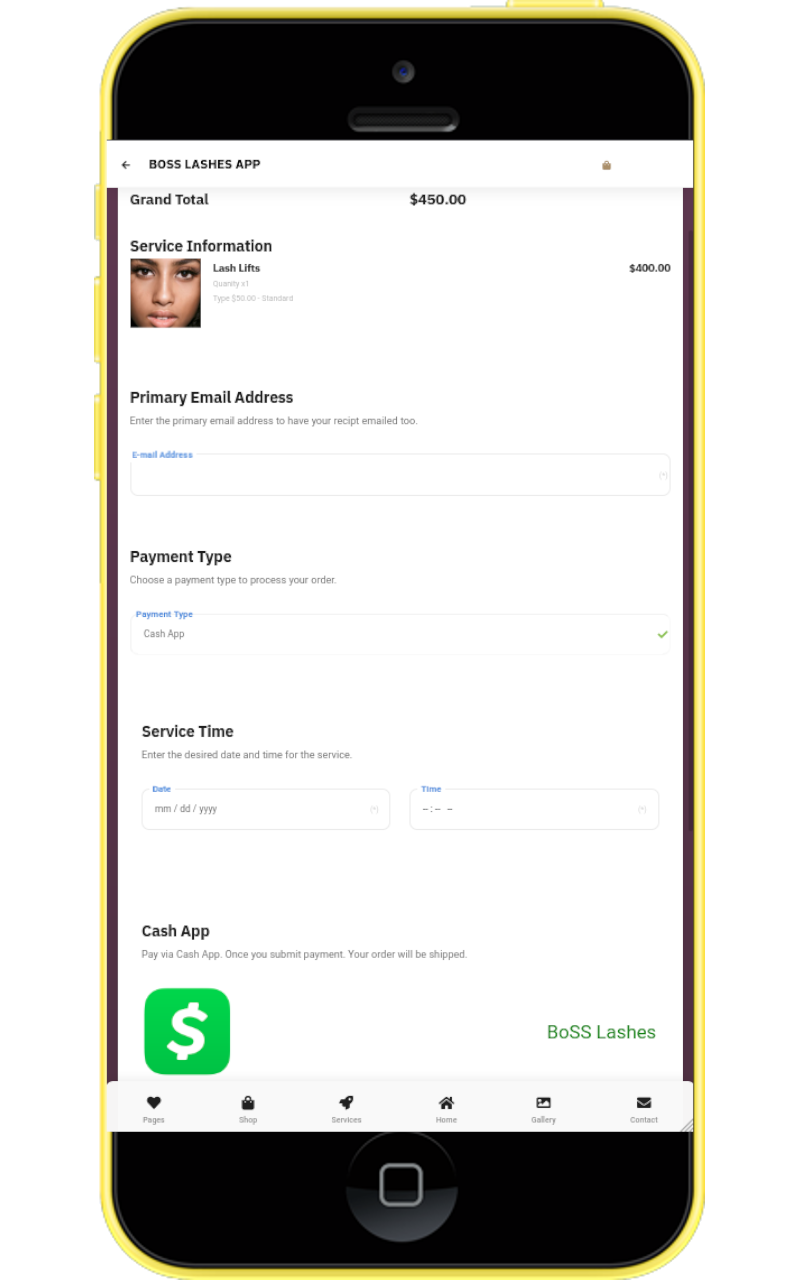 BOSS LASHES APP
Grand Total $450.00
Service Information
Lash Lifts $400.00
Quanity x1
Type $50.00 - Standard
Primary Email Address
Enter the primary email address to have your recipt emailed too.
E-mail Address
(*)
Payment Type
Choose a payment type to process your order.
Payment Type
Cash App
Service Time
Enter the desired date and time for the service.
Date Time
mm / dd / yyyy (*) --:-- -- (*)
Cash App
Pay via Cash App. Once you submit payment. Your order will be shipped.
$ BoSS Lashes
Pages Shop Services Home Gallery Contact